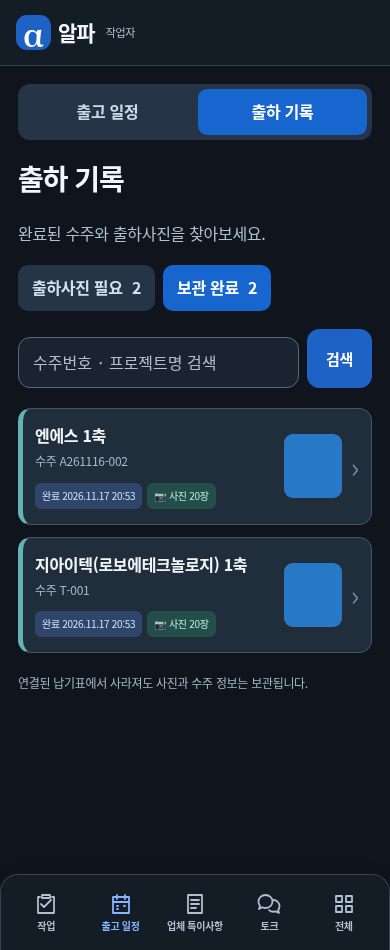 α 알파 작업자
출고 일정 출하 기록
출하 기록
완료된 수주와 출하사진을 찾아보세요.
출하사진 필요 2 보관 완료 2
수주번호 · 프로젝트명 검색 검색
엔에스 1축
수주 A261116-002
완료 2026.11.17 20:53 📷 사진 20장
지아이텍(로보에테크놀로지) 1축
수주 T-001
완료 2026.11.17 20:53 📷 사진 20장
연결된 납기표에서 사라져도 사진과 수주 정보는 보관됩니다.
작업 출고 일정 업체 특이사항 토크 전체